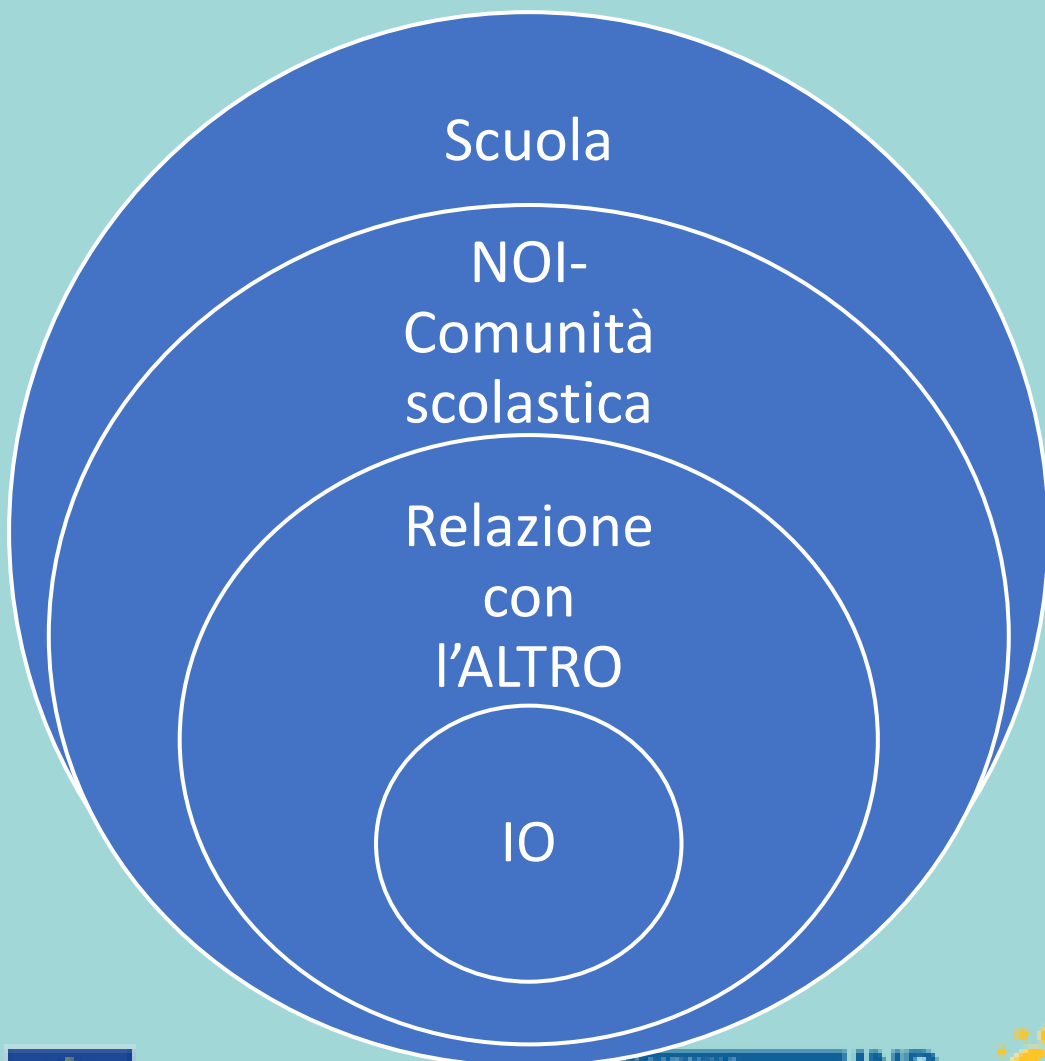 Scuola
NOI-
Comunità
scolastica
Relazione
con
l’ALTRO
IO